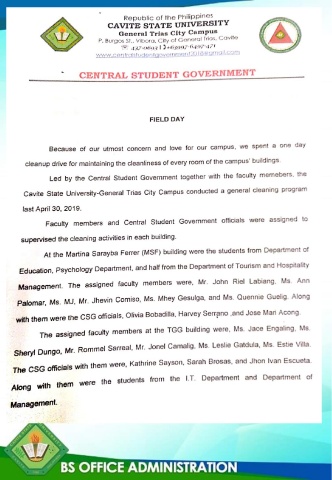 Republic of the Philippines
CAVITE STATE UNIVERSITY
General Trias City Campus
P. Burgos St., Vibora, City of General Trias, Cavite
www.centralstudentgovernment2018@gmail.com
CENTRAL STUDENT GOVERNMENT
FIELD DAY
Because of our utmost concern and love for our campus, we spent a one day
cleanup drive for maintaining the cleanliness of every room of the campus' buildings.
Led by the Central Student Government together with the faculty memebers, the
Cavite State University-General Trias City Campus conducted a general cleaning program
last April 30, 2019.
Faculty members and Central Student Government officials were assigned to
supervised the cleaning activities in each building.
At the Martina Sarayba Ferrer (MSF) building were the students from Department of
Education, Psychology Department, and half from the Department of Tourism and Hospitality
Management. The assigned faculty members were, Mr. John Riel Labiang, Ms. Ann
Palomar, Ms. MJ, Mr. Jhevin Comiso, Ms. Mhey Gesulga, and Ms. Quennie Guelig. Along
with them were the CSG officials, Olivia Bobadilla, Harvey Serrano ,and Jose Mari Acong.
The assigned faculty members at the TGG building were, Ms. Jace Engaling, Ms.
Sheryl Dungo, Mr. Rommel Sarreal, Mr. Jonel Camalig, Ms. Leslie Gatdula, Ms. Estie Villa.
The CSG officials with them were, Kathrine Sayson, Sarah Brosas, and Jhon Ivan Escueta.
Along with them were the students from the I.T. Department and Department of
Management.
BS OFFICE ADMINISTRATION